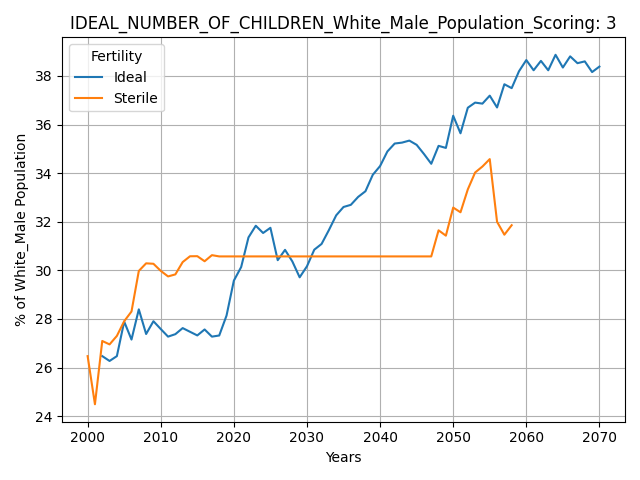 IDEAL_NUMBER_OF_CHILDREN_White_Male_Population_Scoring: 3
Fertility
Ideal
Sterile
% of White_Male Population
38
36
34
32
30
28
26
24
2000 2010 2020 2030 2040 2050 2060 2070
Years